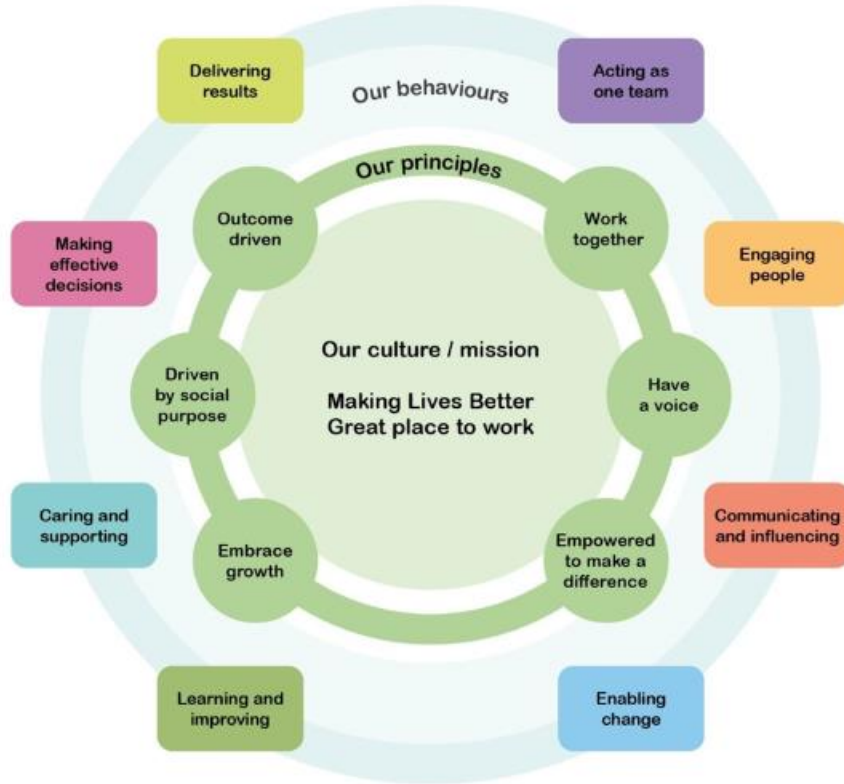 Delivering
results
Our behaviours
Acting as
one team
Our principles
Outcome
driven
Work
together
Making
effective
decisions
Engaging
people
Our culture / mission
Making Lives Better
Great place to work
Driven
by social
purpose
Have
a voice
Caring and
supporting
Communicating
and influencing
Embrace
growth
Empowered
to make a
difference
Learning and
improving
Enabling
change